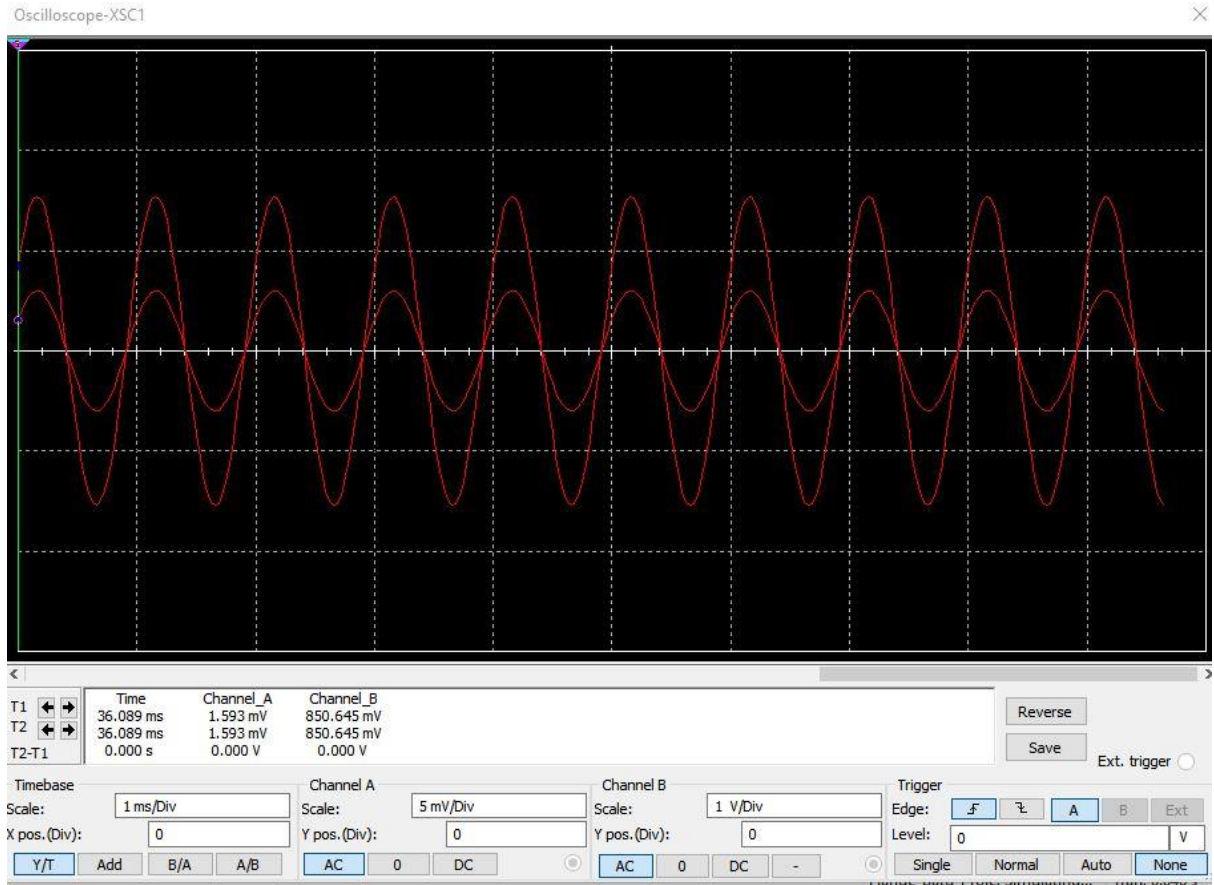 Oscilloscope-XSC1
T1
T2
T2-T1
Time Channel_A Channel_B
36.089 ms 1.593 mV 850.645 mV
36.089 ms 1.593 mV 850.645 mV
0.000 s 0.000 V 0.000 V
Reverse
Save
Ext. trigger
Timebase
Scale: 1 ms/Div
X pos.(Div): 0
Y/T Add B/A A/B
Channel A
Scale: 5 mV/Div
Y pos.(Div): 0
AC 0 DC
Channel B
Scale: 1 V/Div
Y pos.(Div): 0
AC 0 DC -
Trigger
Edge: A B Ext
Level: 0 V
Single Normal Auto None